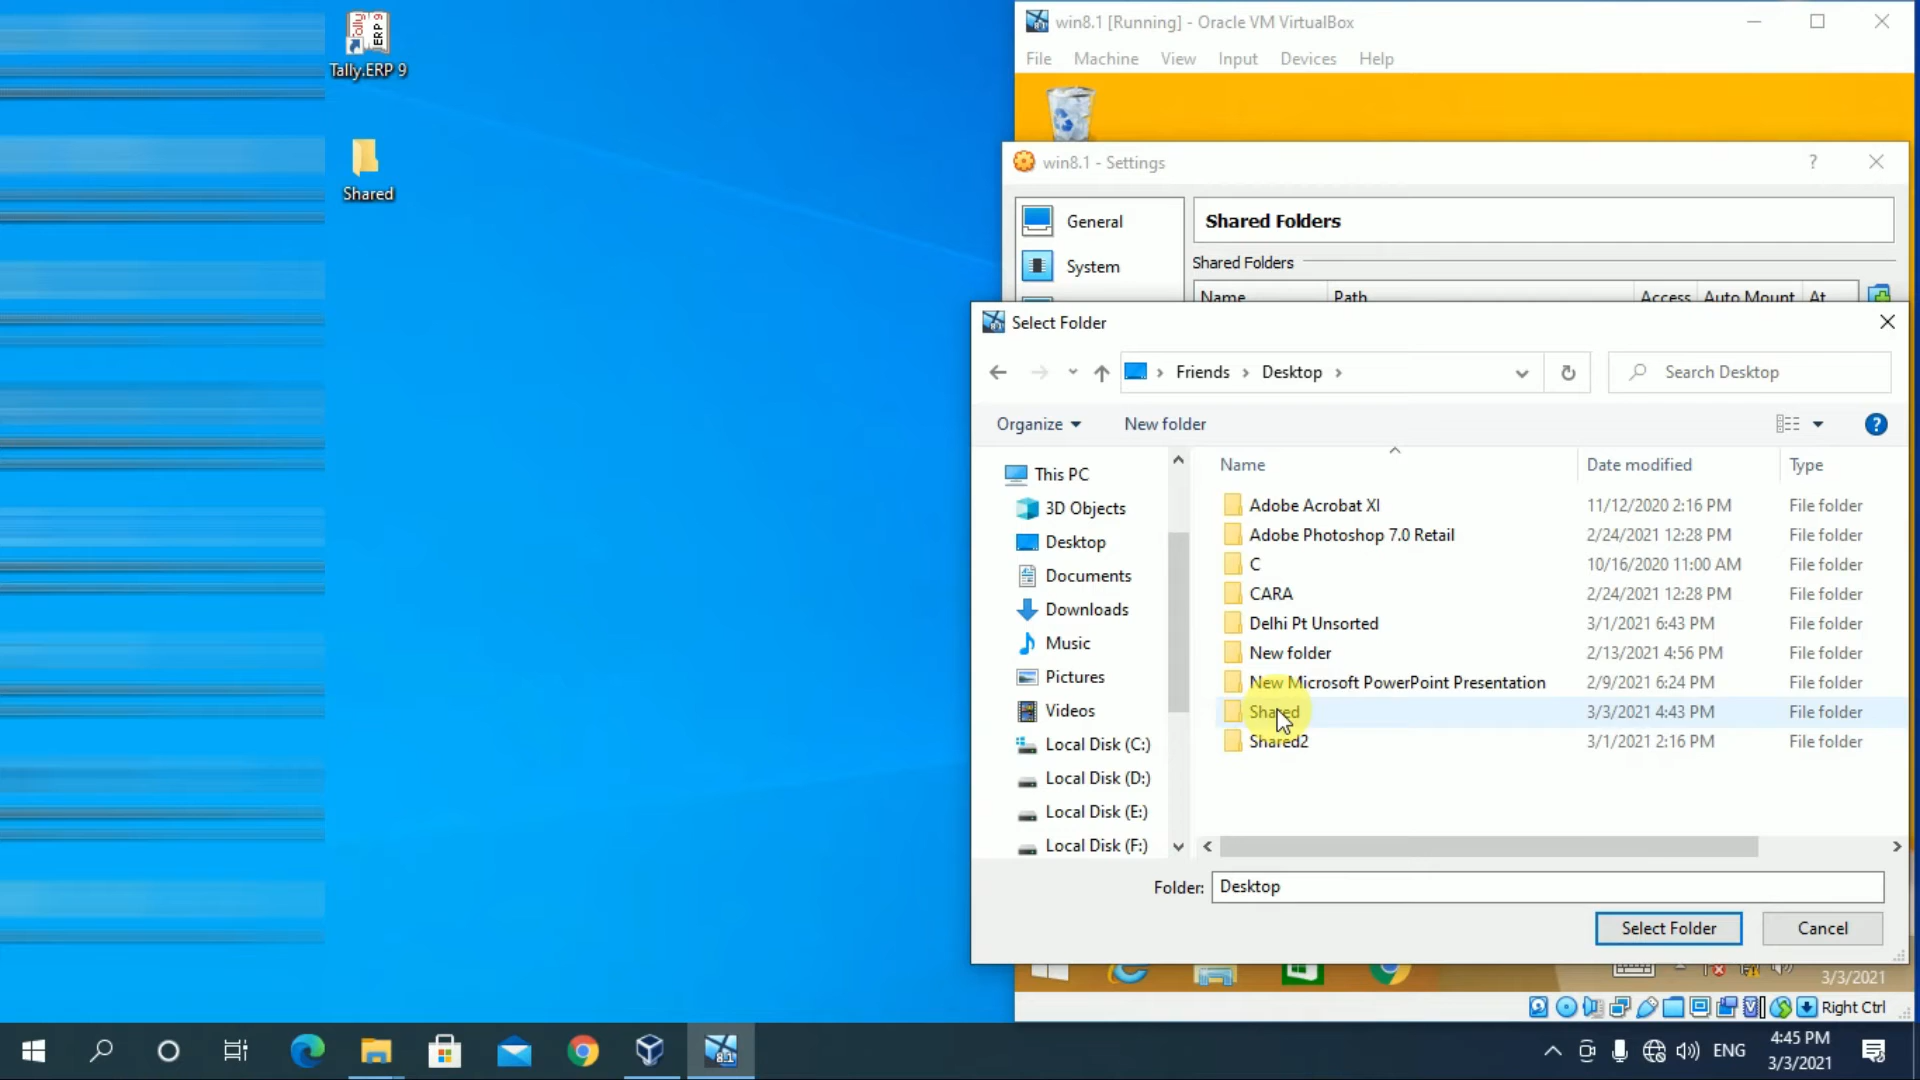 Tally.ERP 9
Shared
win8.1 [Running] - Oracle VM VirtualBox
File Machine View Input Devices Help
win8.1 - Settings
?
General
System
Shared Folders
Shared Folders
Name Path Access Auto Mount At
Select Folder
Friends Desktop
Search Desktop
Organize New folder
?
Name Date modified Type
This PC
3D Objects
Desktop
Documents
Downloads
Music
Pictures
Videos
Local Disk (C:)
Local Disk (D:)
Local Disk (E:)
Local Disk (F:)
Adobe Acrobat XI 11/12/2020 2:16 PM File folder
Adobe Photoshop 7.0 Retail 2/24/2021 12:28 PM File folder
C 10/16/2020 11:00 AM File folder
CARA 2/24/2021 12:28 PM File folder
Delhi Pt Unsorted 3/1/2021 6:43 PM File folder
New folder 2/13/2021 4:56 PM File folder
New Microsoft PowerPoint Presentation 2/9/2021 6:24 PM File folder
Shared 3/3/2021 4:43 PM File folder
Shared2 3/1/2021 2:16 PM File folder
Folder: Desktop
Select Folder Cancel
3/3/2021
Right Ctrl
8.1
ENG
4:45 PM
3/3/2021